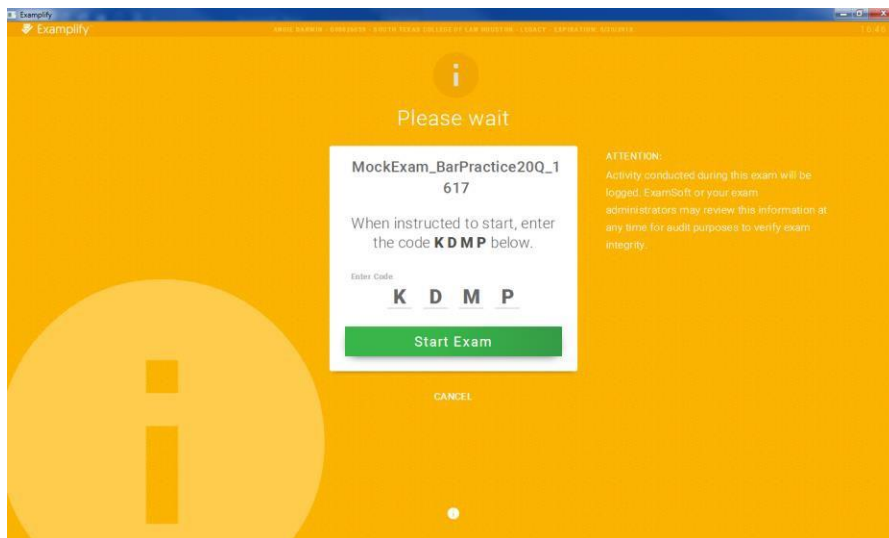 Examplify
Examplify
10:46
Please wait
MockExam_BarPractice20Q_1
617
When instructed to start, enter
the code K D M P below.
Enter Code
K D M P
Start Exam
CANCEL
ATTENTION:
Activity conducted during this exam will be
logged. ExamSoft or your exam
administrators may review this information at
any time for audit purposes to verify exam
integrity.